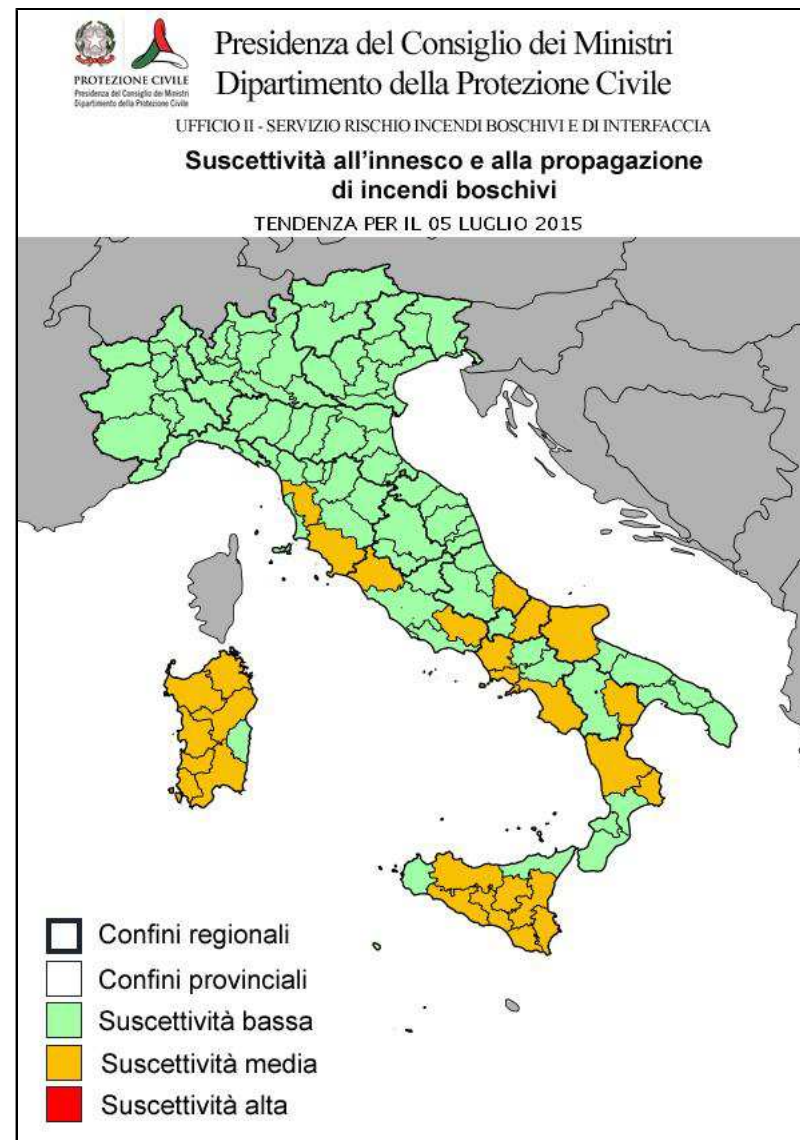 PROTEZIONE CIVILE
Presidenza del Consiglio dei Ministri
Dipartimento della Protezione Civile
Presidenza del Consiglio dei Ministri
Dipartimento della Protezione Civile
UFFICIO II - SERVIZIO RISCHIO INCENDI BOSCHIVI E DI INTERFACCIA
Suscettività all'innesco e alla propagazione
di incendi boschivi
TENDENZA PER IL 05 LUGLIO 2015
Confini regionali
Confini provinciali
Suscettività bassa
Suscettività media
Suscettività alta